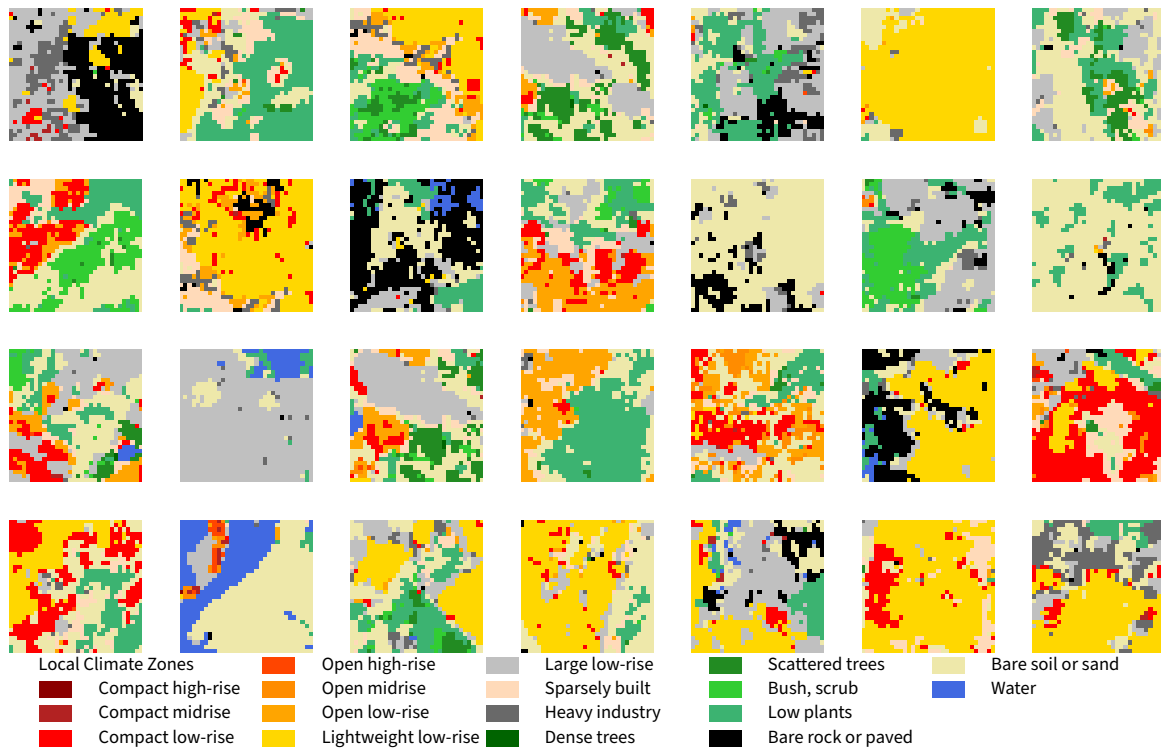 Local Climate Zones
Compact high-rise
Compact midrise
Compact low-rise
Open high-rise
Open midrise
Open low-rise
Lightweight low-rise
Large low-rise
Sparsely built
Heavy industry
Dense trees
Scattered trees
Bush, scrub
Low plants
Bare rock or paved
Bare soil or sand
Water